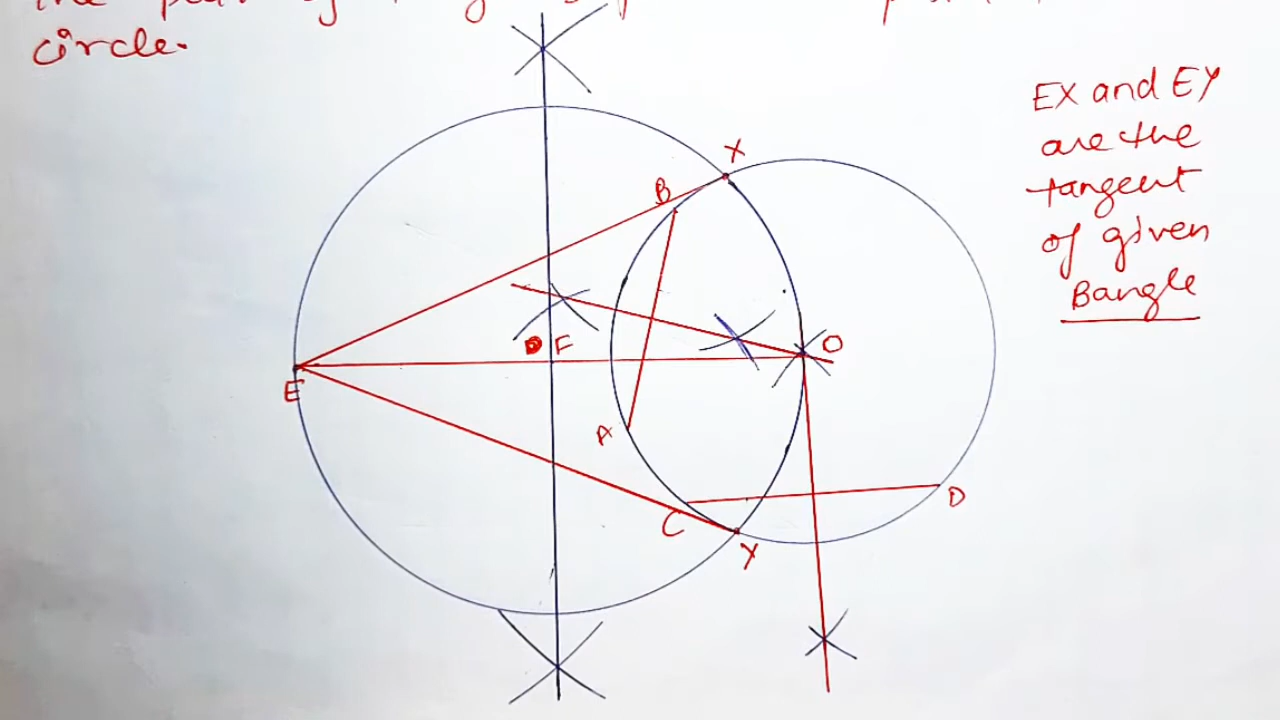 circle.
EX and EY
are the
tangent
of given
Bangle
X
B
F
O
E
A
C
D
Y